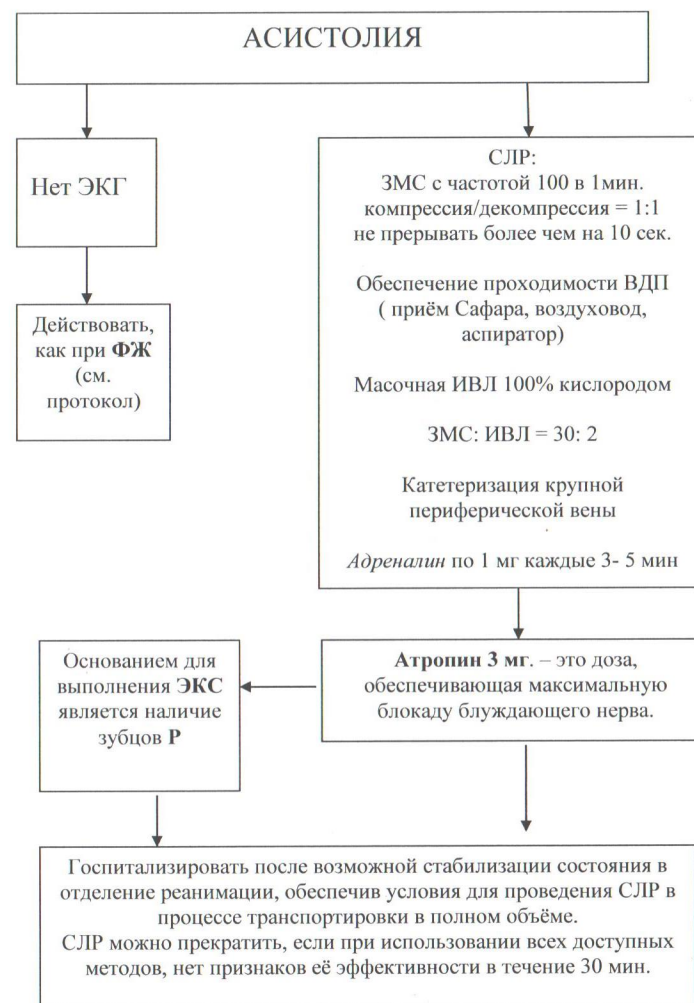 АСИСТОЛИЯ
Нет ЭКГ
Действовать,
как при ФЖ
(см.
протокол)
СЛР:
ЗМС с частотой 100 в 1мин.
компрессия/декомпрессия = 1:1
не прерывать более чем на 10 сек.
Обеспечение проходимости ВДП
( приём Сафара, воздуховод,
аспиратор)
Масочная ИВЛ 100% кислородом
ЗМС: ИВЛ = 30: 2
Катетеризация крупной
периферической вены
Адреналин по 1 мг каждые 3- 5 мин
Атропин 3 мг. – это доза,
обеспечивающая максимальную
блокаду блуждающего нерва.
Основанием для
выполнения ЭКС
является наличие
зубцов Р
Госпитализировать после возможной стабилизации состояния в
отделение реанимации, обеспечив условия для проведения СЛР в
процессе транспортировки в полном объёме.
СЛР можно прекратить, если при использовании всех доступных
методов, нет признаков её эффективности в течение 30 мин.